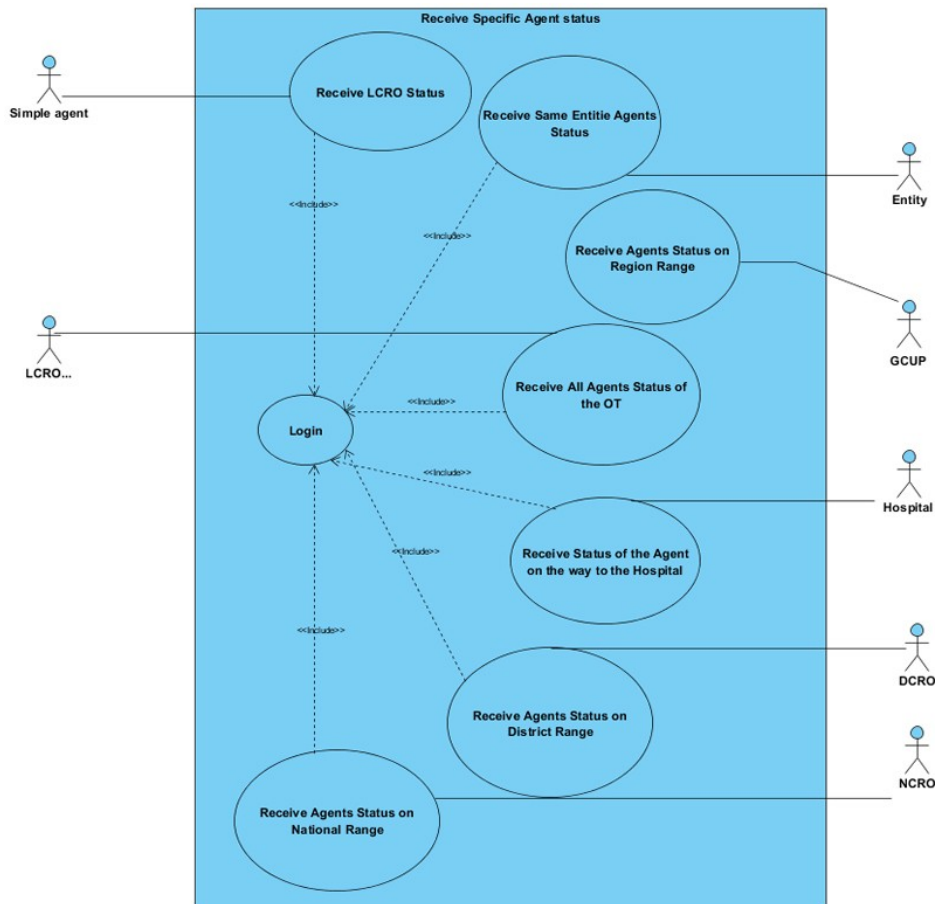 Receive Specific Agent status
Receive LCRO Status
Simple agent
Receive Same Entitie Agents
Status
Entity
<<Include>>
<<Include>>
Receive Agents Status on
Region Range
GCUP
LCRO...
Receive All Agents Status of
the OT
<<Include>>
Login
<<Include>>
Hospital
Receive Status of the Agent
on the way to the Hospital
<<Include>>
<<Include>>
DCRO
Receive Agents Status on
District Range
NCRO
Receive Agents Status on
National Range